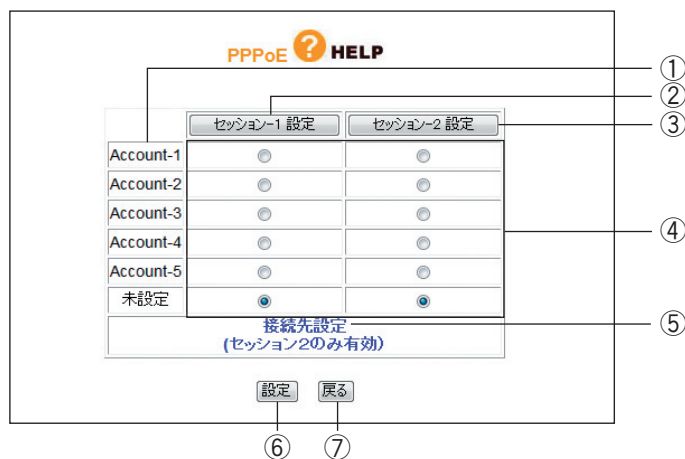 PPPoE ? HELP
①
②
セッション-1 設定 セッション-2 設定
③
Account-1
Account-2
Account-3
④
Account-4
Account-5
未設定
接続先設定
⑤
(セッション2のみ有効)
設定 戻る
⑥ ⑦